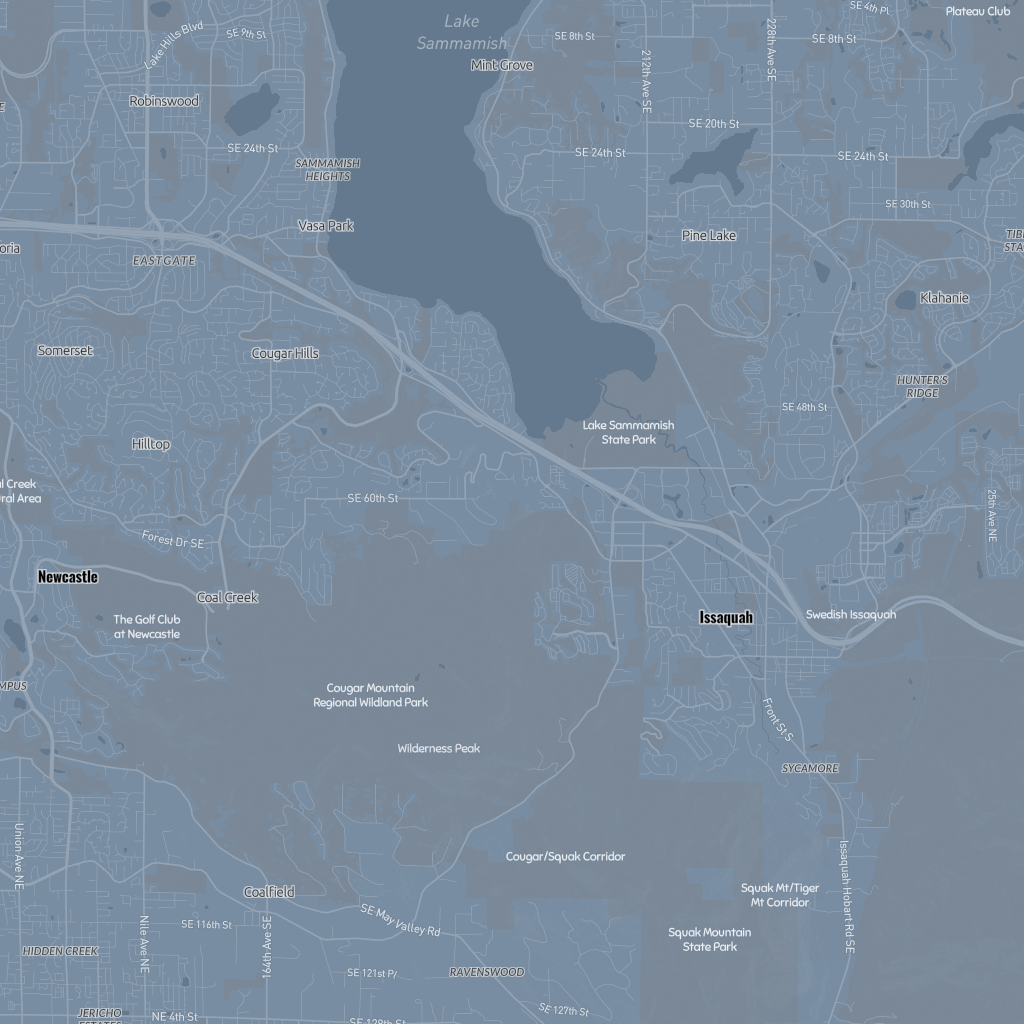 Plateau Club
SE 4th Pl
Lake
Sammamish
Lake Hills Blvd
SE 9th St
SE 8th St
SE 8th St
228th Ave SE
212th Ave SE
Mint Grove
Robinswood
SE 20th St
SE 24th St
SE 24th St
SE 24th St
SAMMAMISH
HEIGHTS
SE 30th St
Vasa Park
Pine Lake
EASTGATE
Klahanie
Somerset
Cougar Hills
HUNTER'S
RIDGE
SE 48th St
Lake Sammamish
State Park
Hilltop
SE 60th St
25th Ave NE
Forest Dr SE
Newcastle
Coal Creek
The Golf Club
at Newcastle
Issaquah
Swedish Issaquah
Cougar Mountain
Regional Wildland Park
Front St S
Wilderness Peak
SYCAMORE
Union Ave NE
Issaquah Hobart Rd SE
Cougar/Squak Corridor
Coalfield
Squak Mt/Tiger
Mt Corridor
SE May Valley Rd
SE 116th St
Nile Ave NE
164th Ave SE
Squak Mountain
State Park
HIDDEN CREEK
RAVENSWOOD
SE 121st Pl
SE 127th St
JERICHO
ESTATES
NE 4th St
SE 128th St